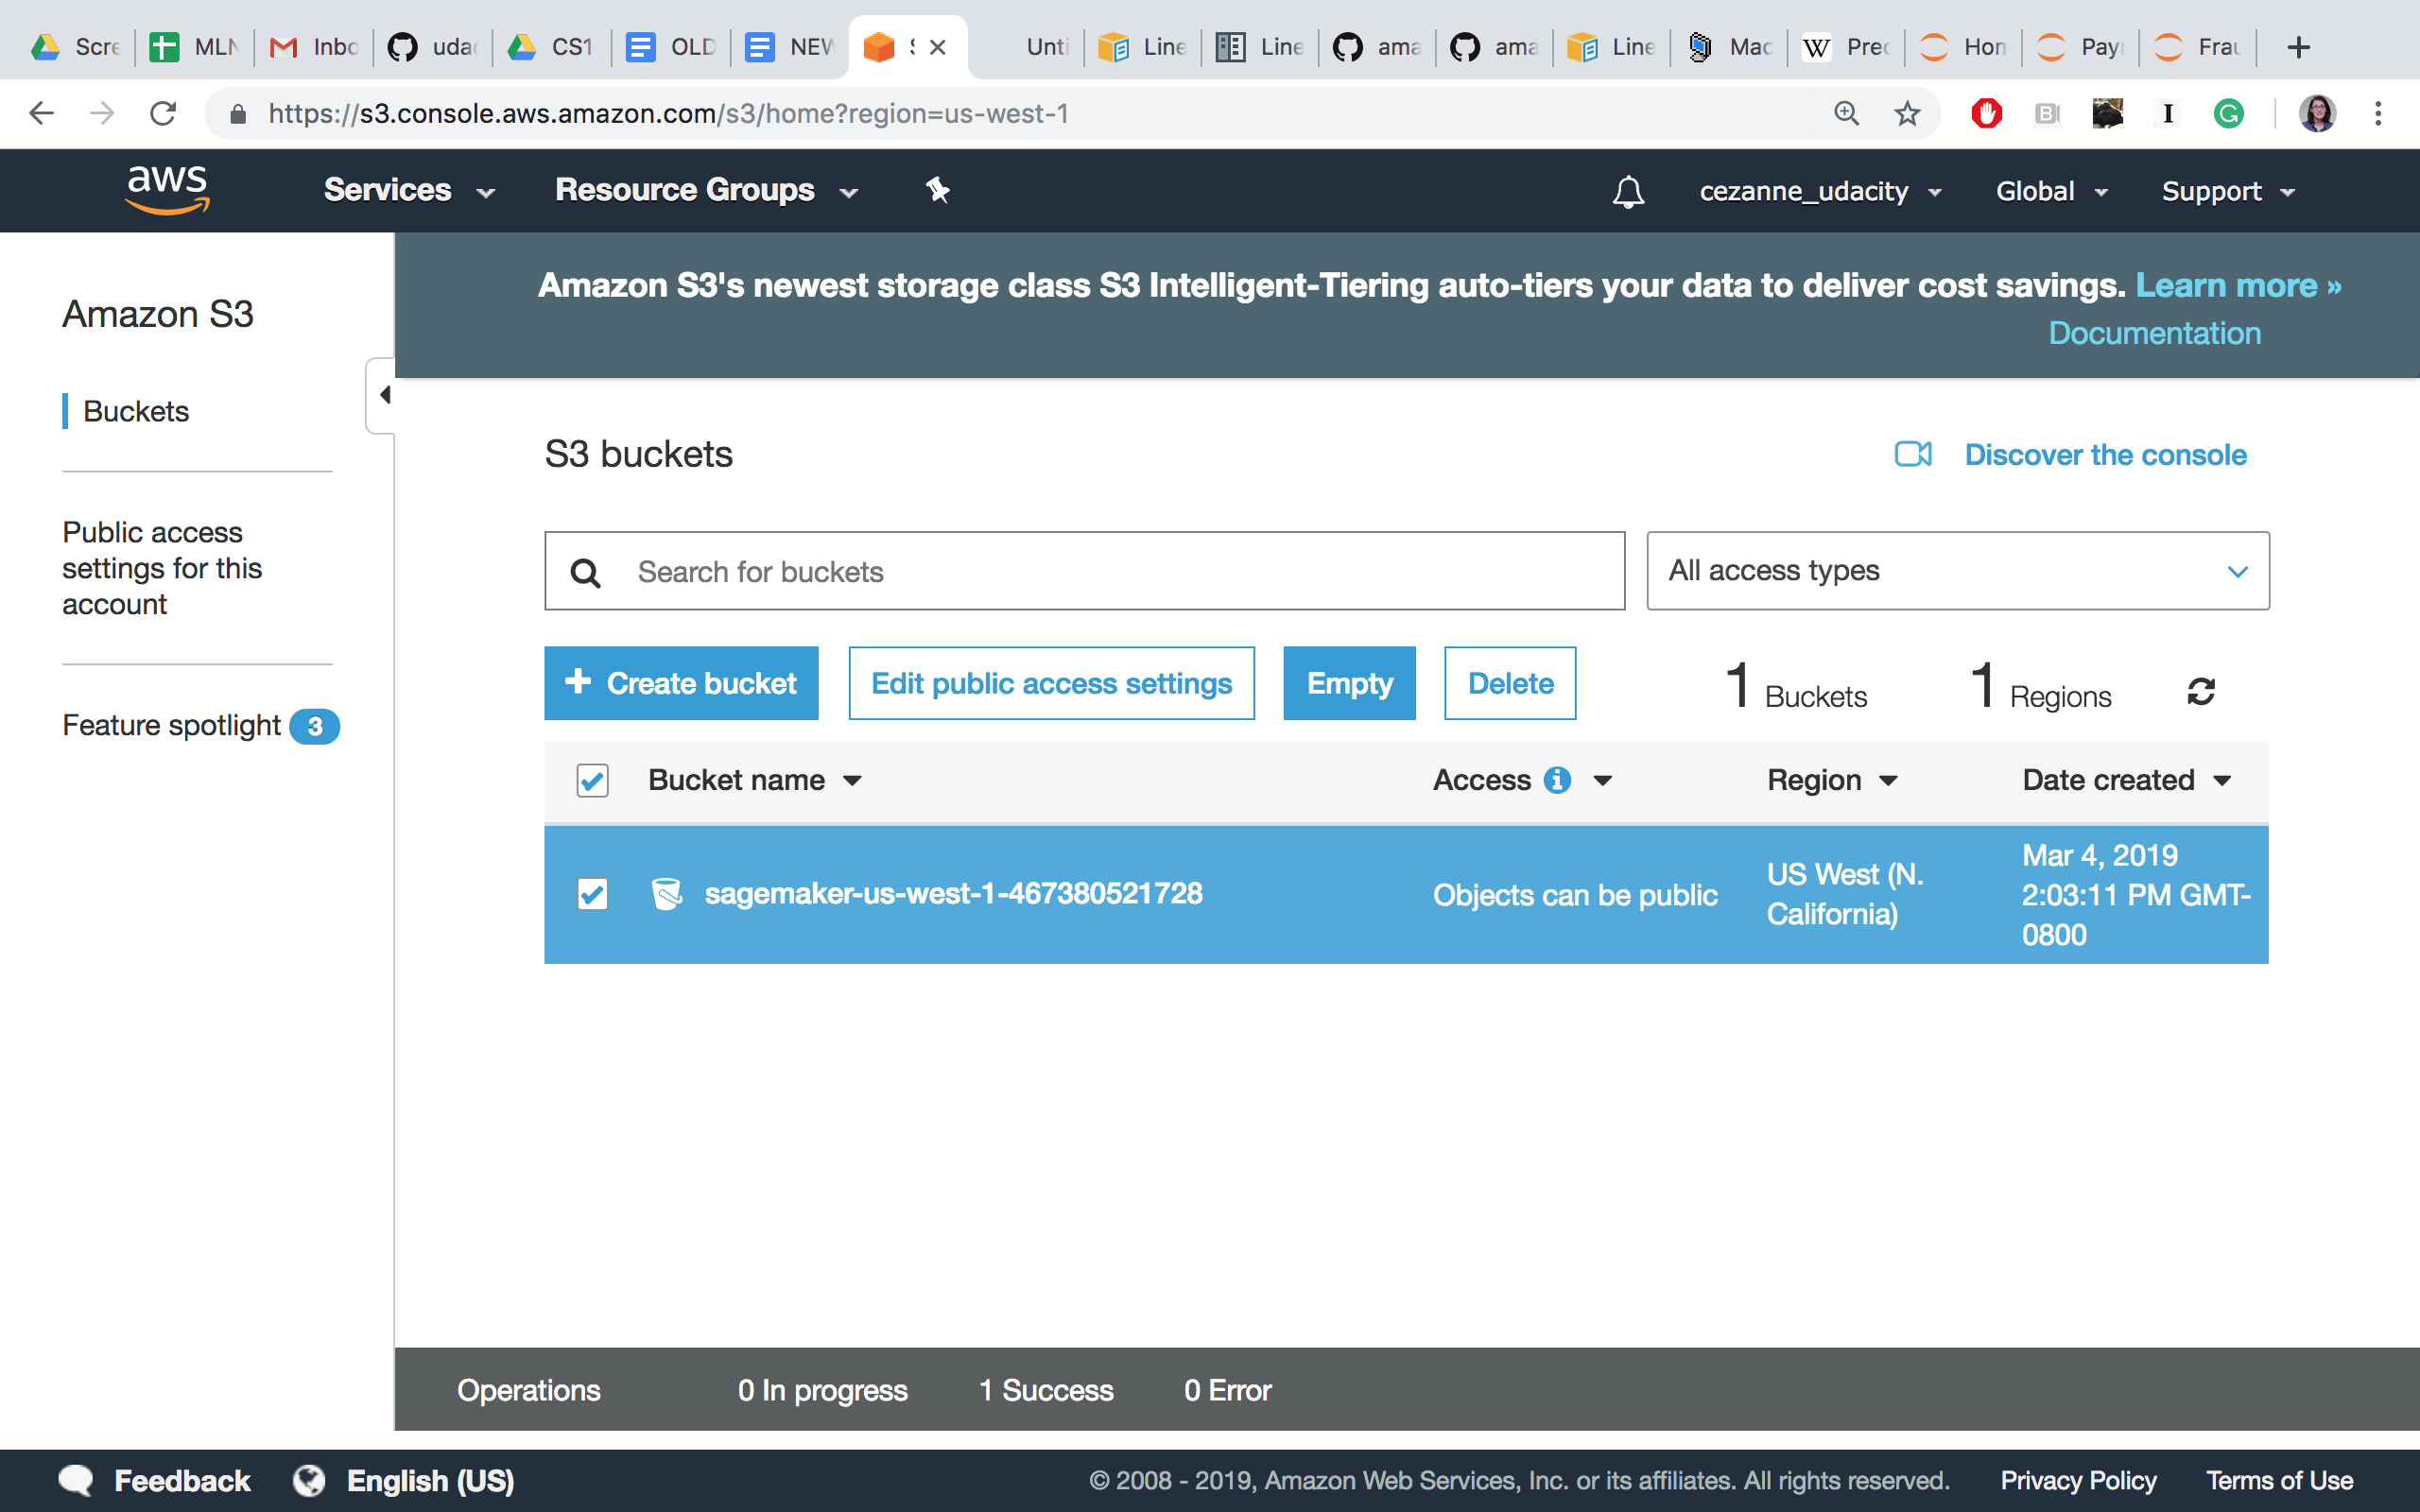 Scre MLN Inbo uda CS1 OLD NEW Unti Line Line ama ama Line Mac Pred Hom Payr Frau
https://s3.console.aws.amazon.com/s3/home?region=us-west-1
aws Services Resource Groups cezanne_udacity Global Support
Amazon S3's newest storage class S3 Intelligent-Tiering auto-tiers your data to deliver cost savings. Learn more »
Documentation
Amazon S3
Buckets
Public access
settings for this
account
Feature spotlight 3
S3 buckets Discover the console
Search for buckets All access types
+ Create bucket Edit public access settings Empty Delete 1 Buckets 1 Regions
Bucket name Access Region Date created
sagemaker-us-west-1-467380521728 Objects can be public
US West (N.
California)
Mar 4, 2019
2:03:11 PM GMT-
0800
Operations 0 In progress 1 Success 0 Error
Feedback English (US) © 2008 - 2019, Amazon Web Services, Inc. or its affiliates. All rights reserved. Privacy Policy Terms of Use